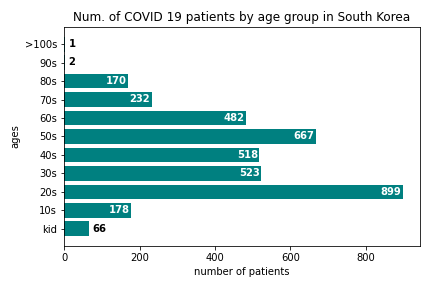 Num. of COVID 19 patients by age group in South Korea
ages
>100s 1
90s 2
80s 170
70s 232
60s 482
50s 667
40s 518
30s 523
20s 899
10s 178
kid 66
0 200 400 600 800
number of patients